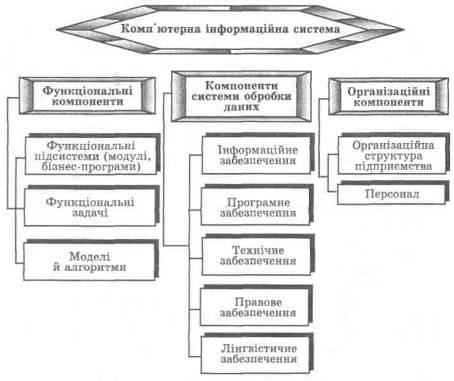 Комп'ютерна інформаційна система
Функціональні
компоненти
Функціональні
підсистеми (модулі,
бізнес-програми)
Функціональні
задачі
Моделі
й алгоритми
Компоненти
системи обробки
даних
Інформаційне
забезпечення
Програмне
забезпечення
Технічне
забезпечення
Правове
забезпечення
Лінгвістичне
забезпечення
Організаційні
компоненти
Організаційна
структура
підприємства
Персонал